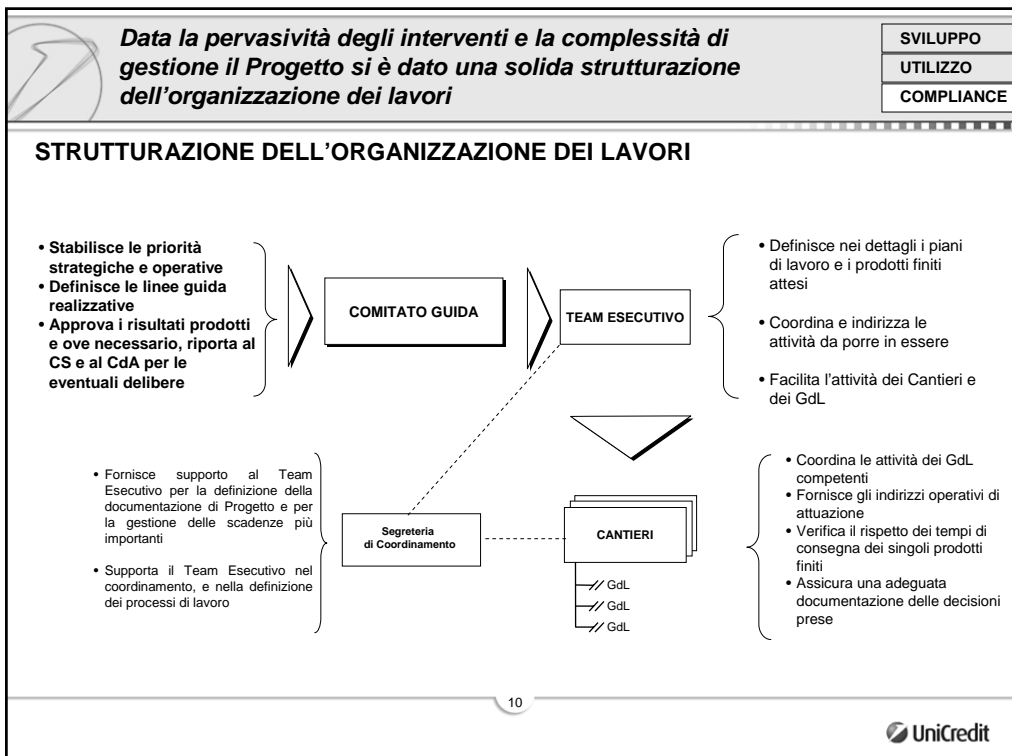 Data la pervasività degli interventi e la complessità di
gestione il Progetto si è dato una solida strutturazione
dell'organizzazione dei lavori
SVILUPPO
UTILIZZO
COMPLIANCE
STRUTTURAZIONE DELL'ORGANIZZAZIONE DEI LAVORI
• Stabilisce le priorità
strategiche e operative
• Definisce le linee guida
realizzative
• Approva i risultati prodotti
e ove necessario, riporta al
CS e al CdA per le
eventuali delibere
COMITATO GUIDA
TEAM ESECUTIVO
• Definisce nei dettagli i piani
di lavoro e i prodotti finiti
attesi
• Coordina e indirizza le
attività da porre in essere
• Facilita l'attività dei Cantieri e
dei GdL
• Fornisce supporto al Team
Esecutivo per la definizione della
documentazione di Progetto e per
la gestione delle scadenze più
importanti
• Supporta il Team Esecutivo nel
coordinamento, e nella definizione
dei processi di lavoro
Segreteria
di Coordinamento
CANTIERI
GdL
GdL
GdL
• Coordina le attività dei GdL
competenti
• Fornisce gli indirizzi operativi di
attuazione
• Verifica il rispetto dei tempi di
consegna dei singoli prodotti
finiti
• Assicura una adeguata
documentazione delle decisioni
prese
10
UniCredit